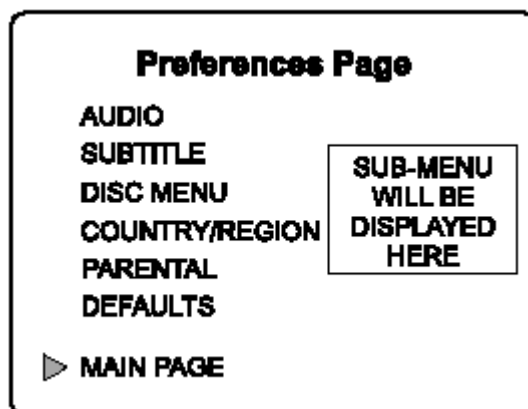 Preferences Page
AUDIO
SUBTITLE
DISC MENU
COUNTRY/REGION
PARENTAL
DEFAULTS
MAIN PAGE
SUB-MENU
WILL BE
DISPLAYED
HERE